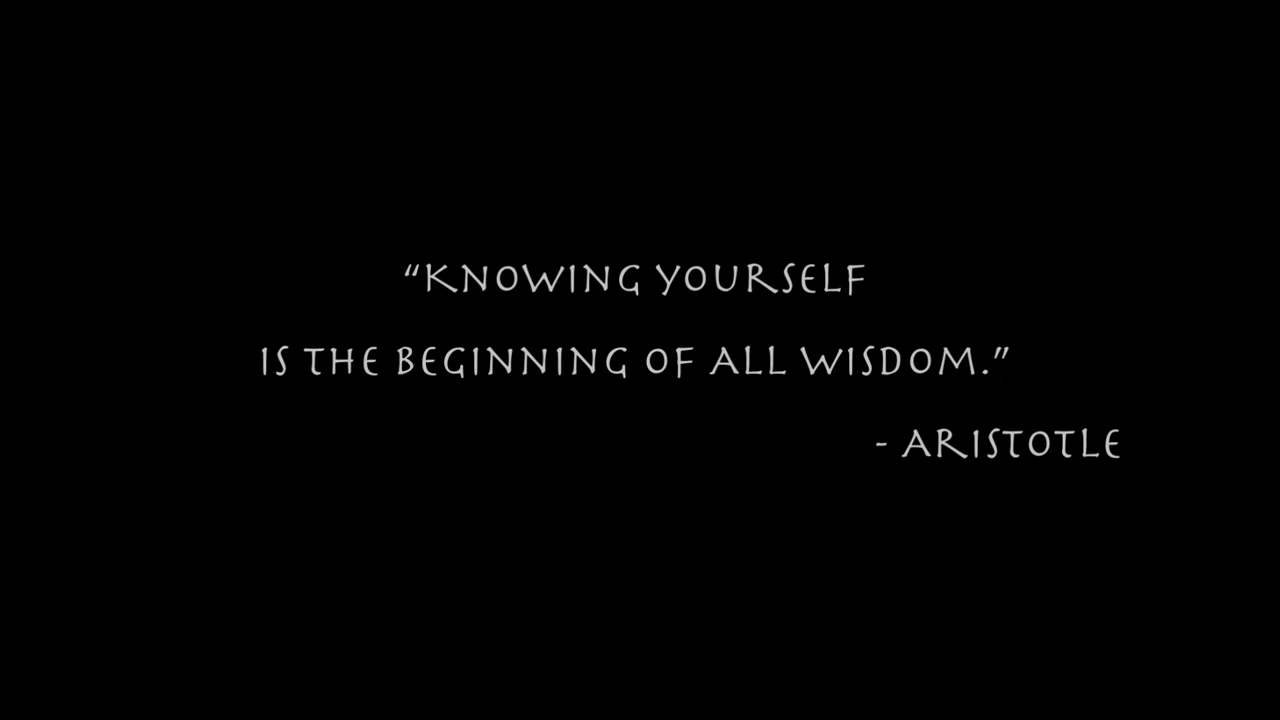 “KNOWING YOURSELF
IS THE BEGINNING OF ALL WISDOM.”
- ARISTOTLE